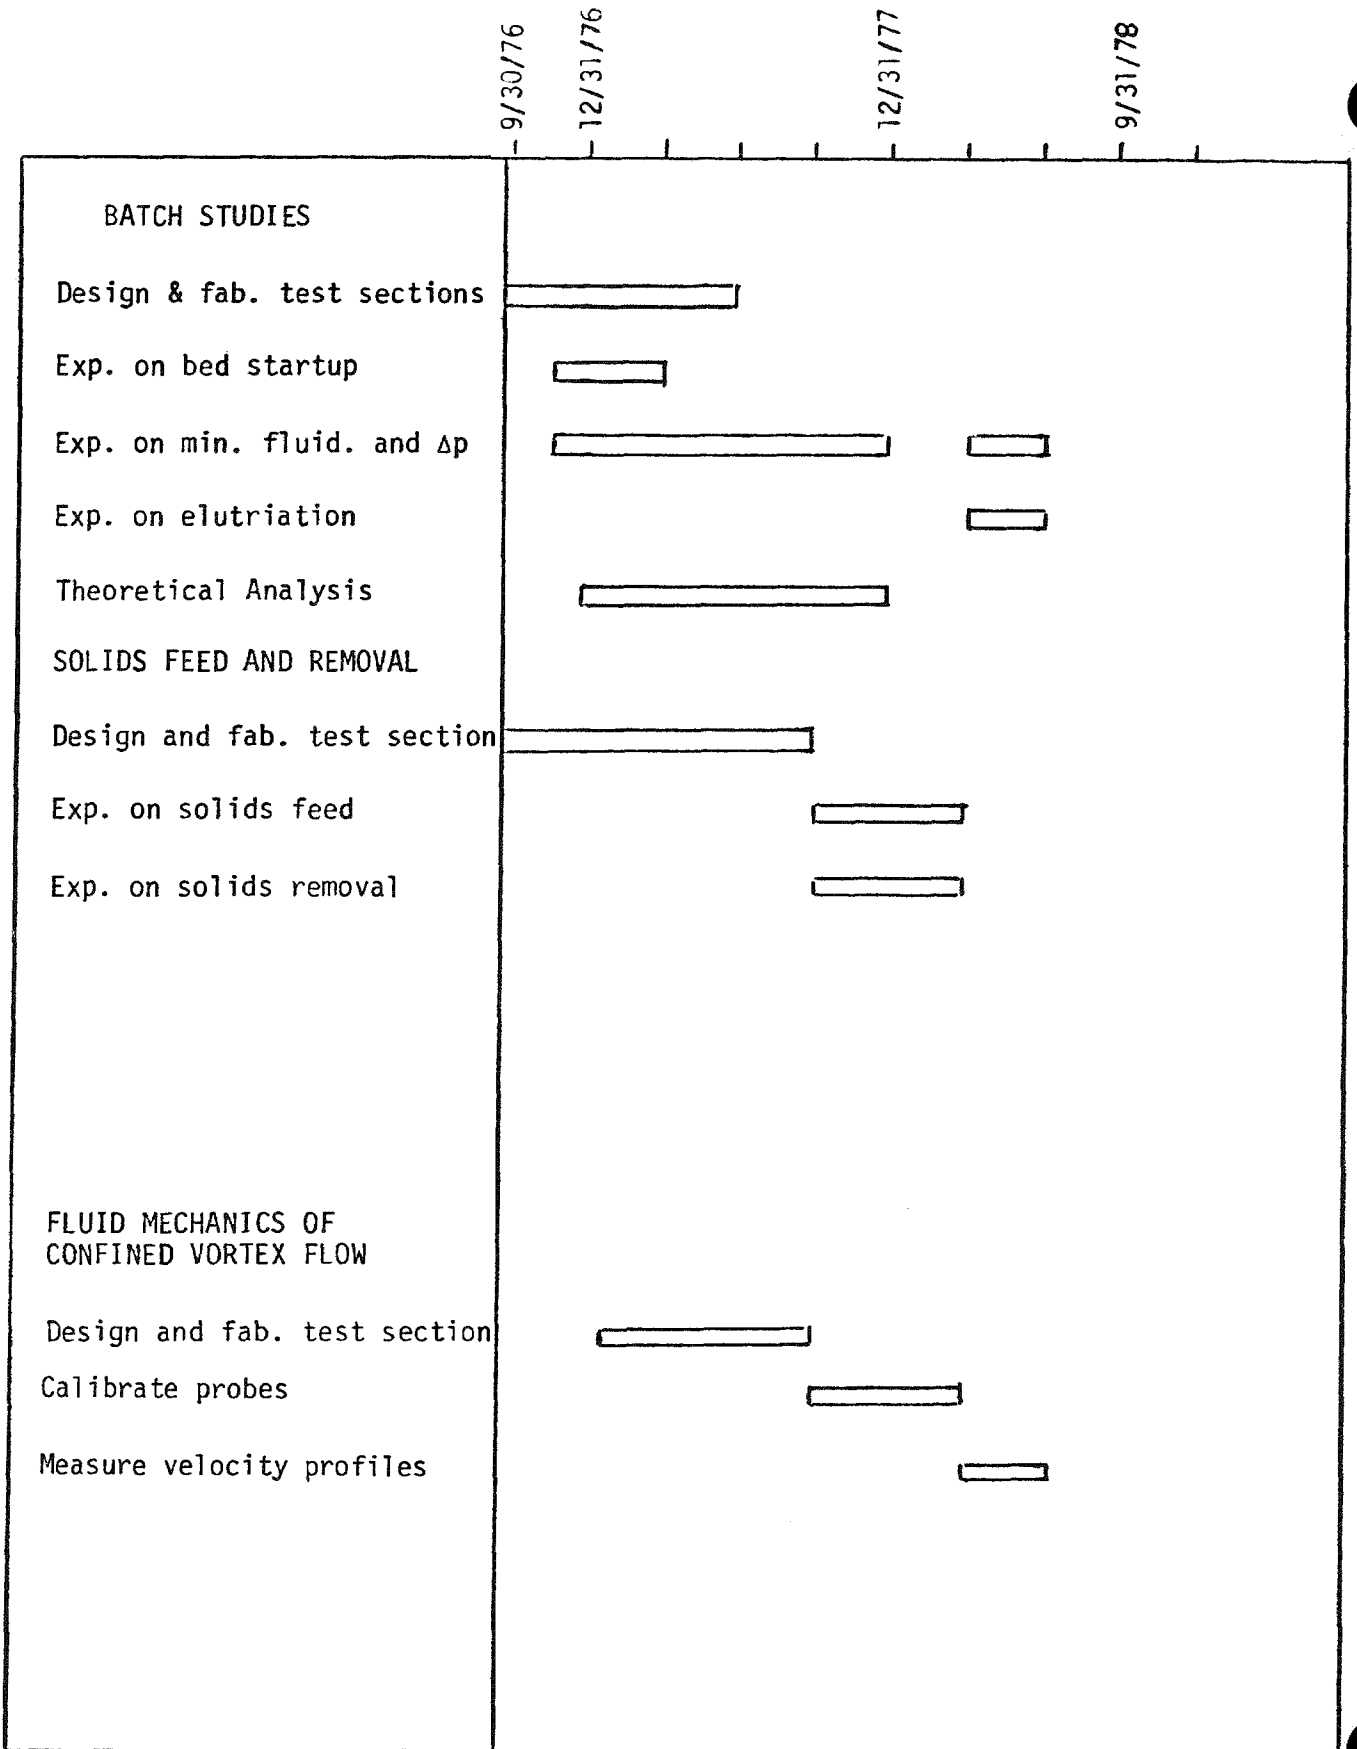 9/30/76
12/31/76
12/31/77
9/31/78
BATCH STUDIES
Design & fab. test sections
Exp. on bed startup
Exp. on min. fluid. and Δp
Exp. on elutriation
Theoretical Analysis
SOLIDS FEED AND REMOVAL
Design and fab. test section
Exp. on solids feed
Exp. on solids removal
FLUID MECHANICS OF
CONFINED VORTEX FLOW
Design and fab. test section
Calibrate probes
Measure velocity profiles